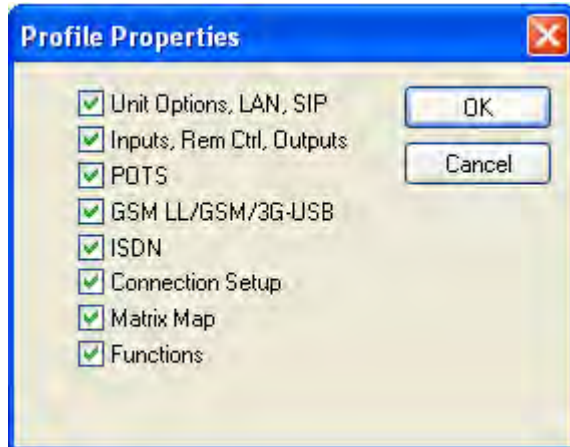 Profile Properties
Unit Options, LAN, SIP
OK
Inputs, Rem Ctrl, Outputs
Cancel
POTS
GSM LL/GSM/3G-USB
ISDN
Connection Setup
Matrix Map
Functions